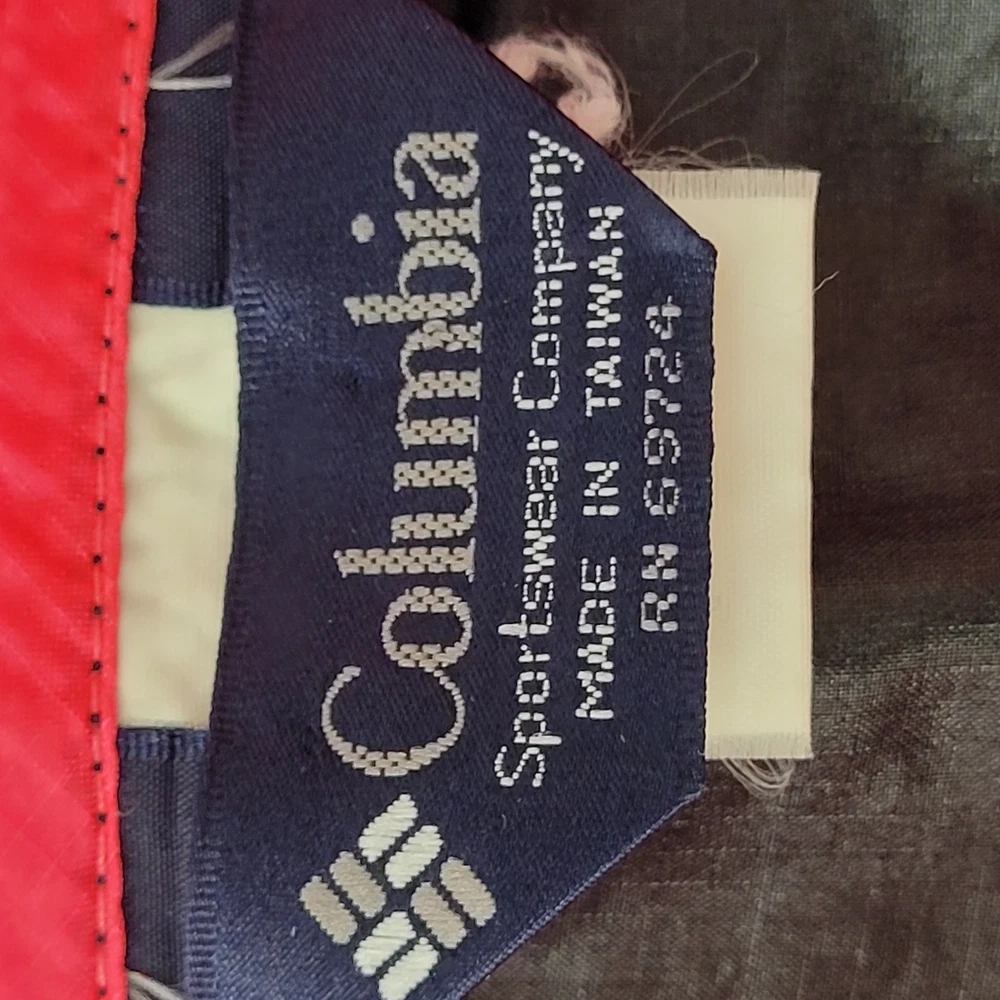 Columbia
Sportswear Company
MADE IN TAIWAN
RN 69724